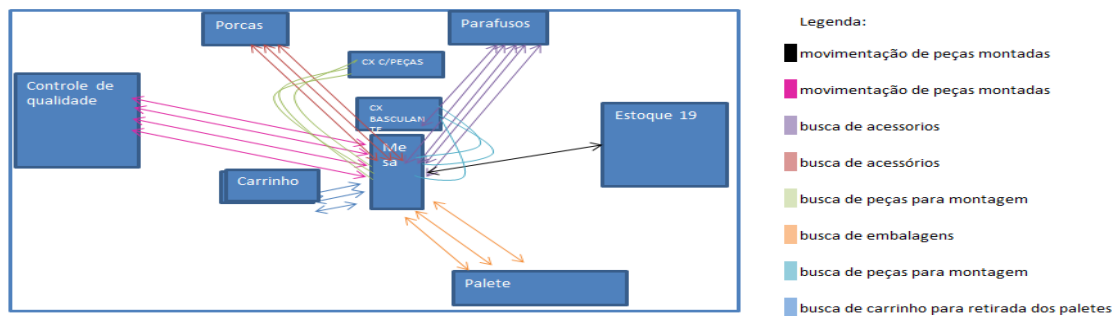 Porcas
Parafusos
CX C/PEÇAS
Controle de
qualidade
CX
BASCULAN
TE
Me
sa
Estoque 19
Carrinho
Palete
Legenda:
movimentação de peças montadas
movimentação de peças montadas
busca de acessorios
busca de acessórios
busca de peças para montagem
busca de embalagens
busca de peças para montagem
busca de carrinho para retirada dos paletes